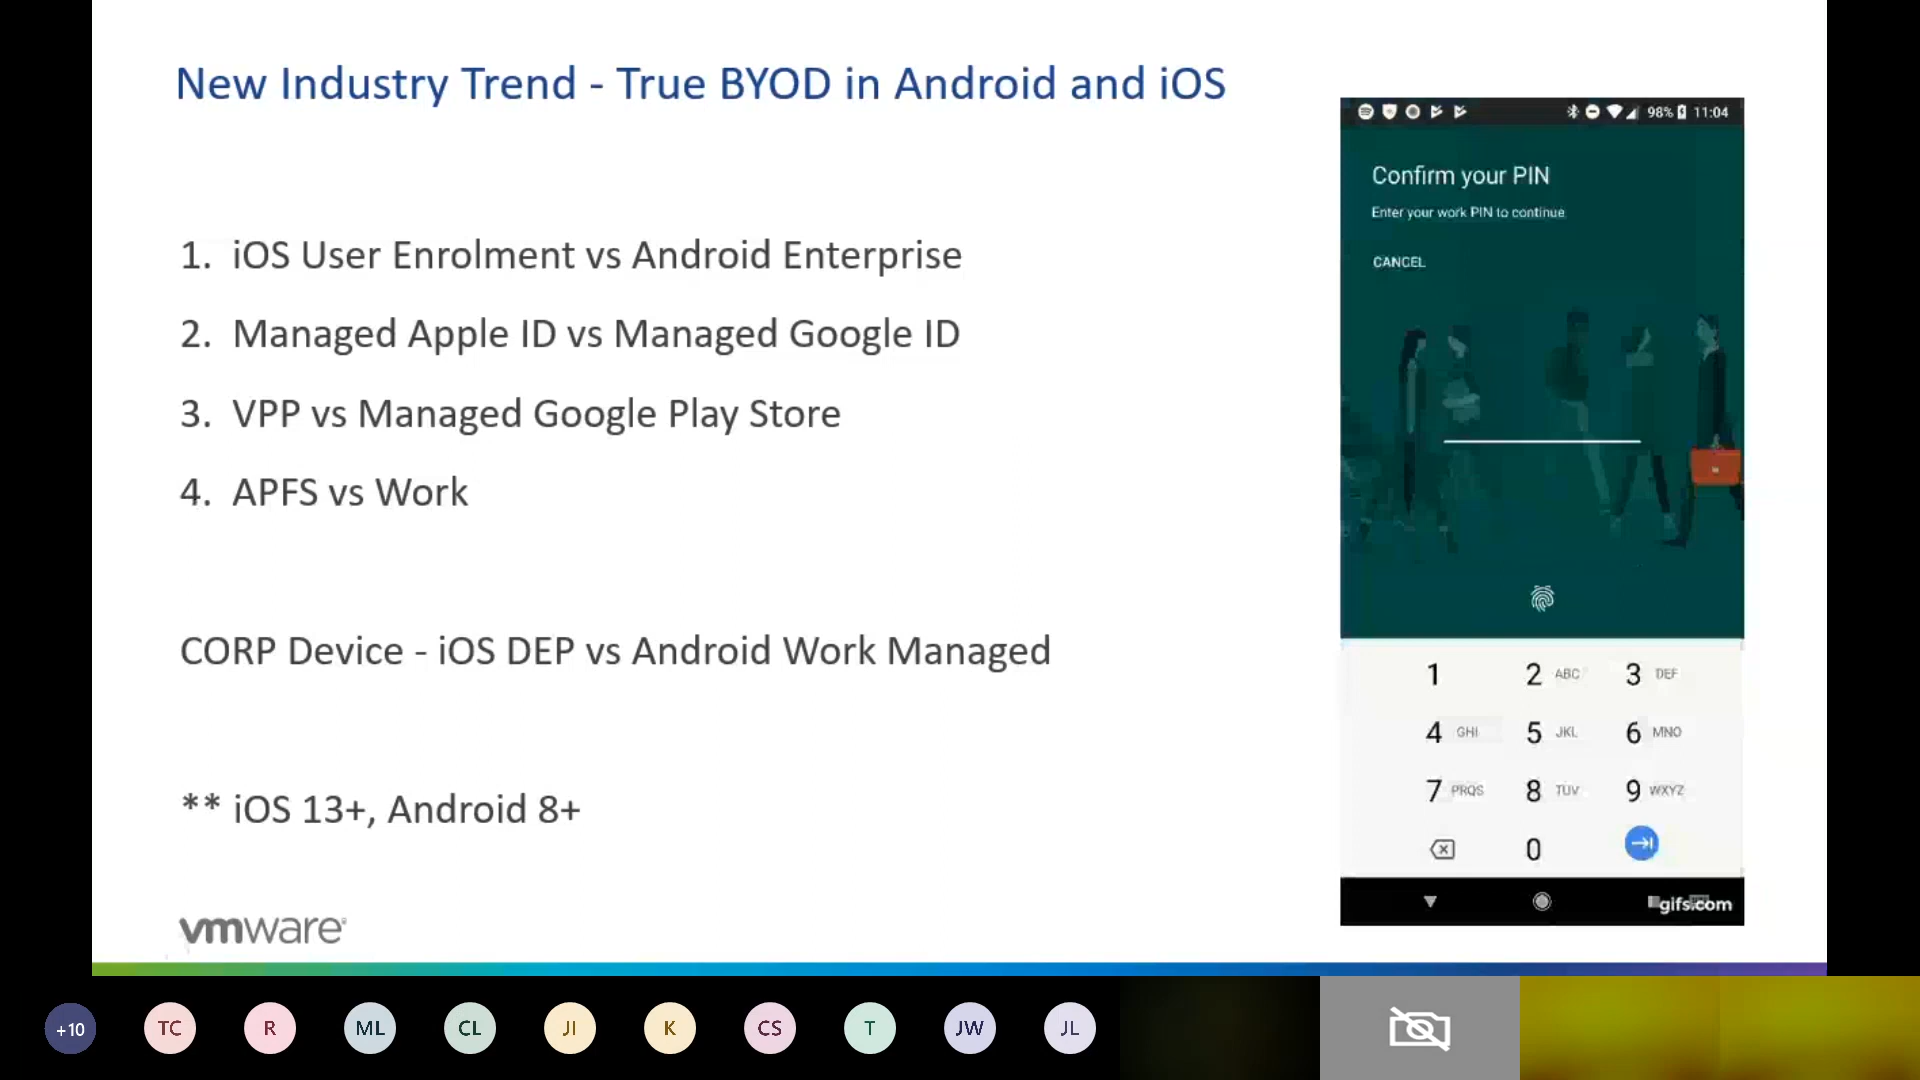 New Industry Trend - True BYOD in Android and iOS
1. iOS User Enrolment vs Android Enterprise
2. Managed Apple ID vs Managed Google ID
3. VPP vs Managed Google Play Store
4. APFS vs Work
CORP Device - iOS DEP vs Android Work Managed
** iOS 13+, Android 8+
vmware
98% 11:04
Confirm your PIN
Enter your work PIN to continue
CANCEL
1 2 ABC 3 DEF
4 GHI 5 JKL 6 MNO
7 PRQS 8 TUV 9 WXYZ
0
gifs.com
+10 TC R ML CL JI K CS T JW JL